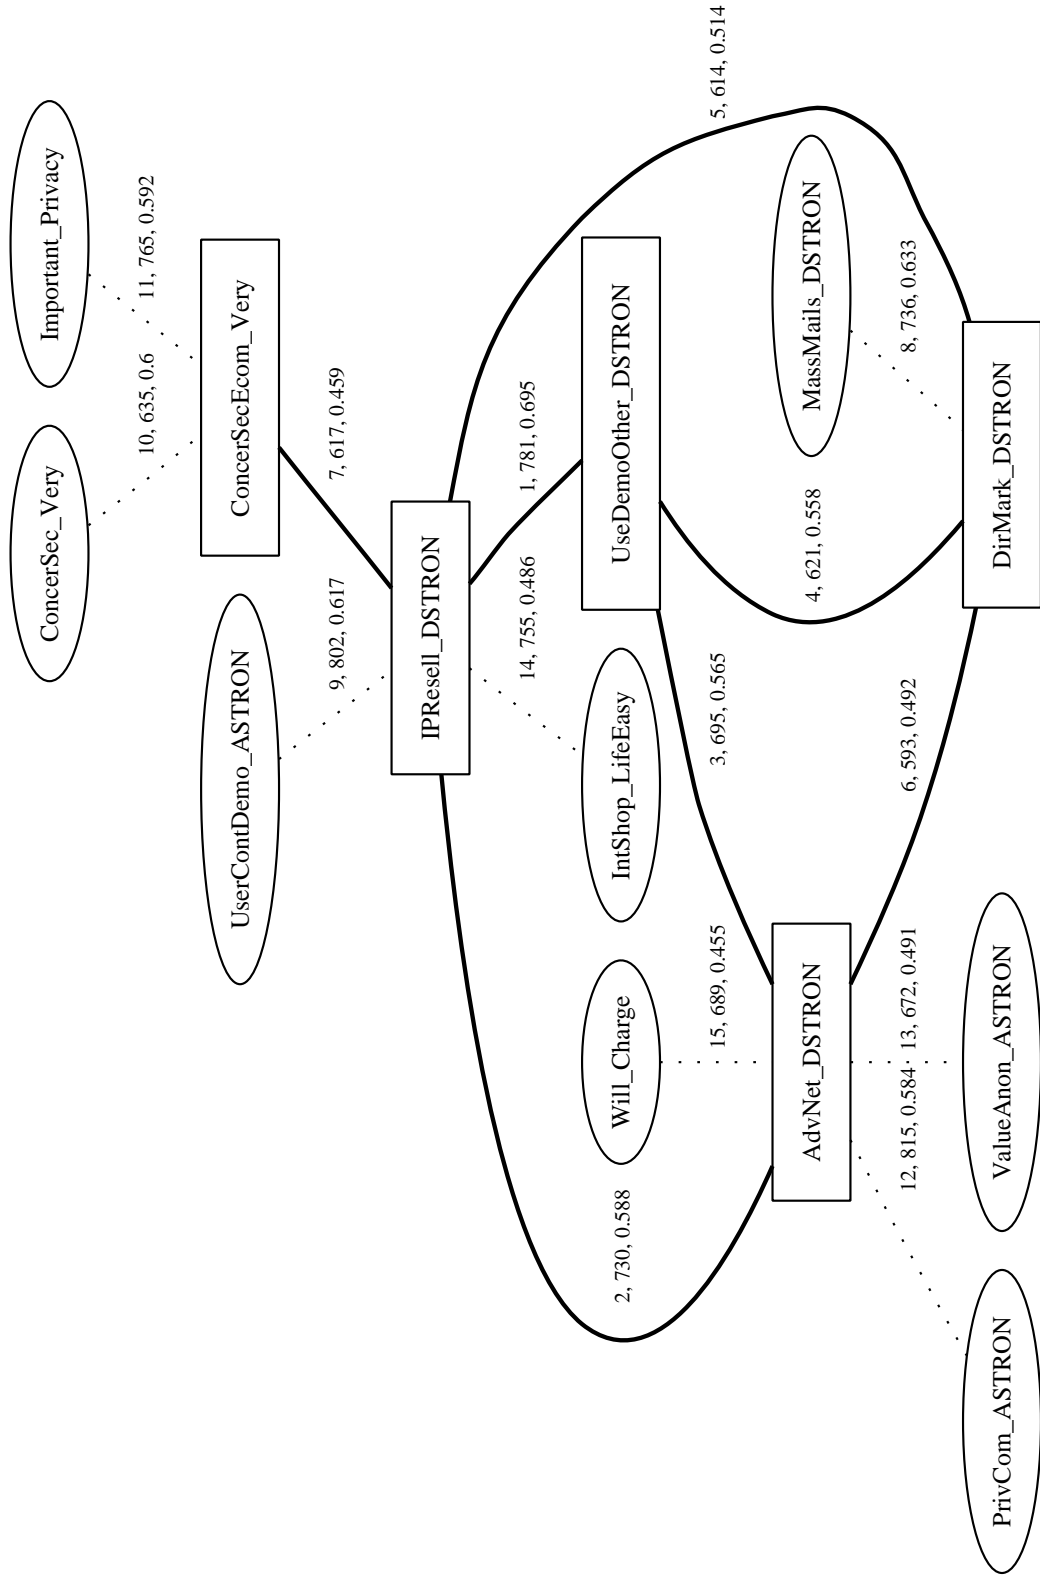 ConcerSec_Very
Important_Privacy
10, 635, 0.6
11, 765, 0.592
UserContDemo_ASTRON
ConcerSecEcom_Very
9, 802, 0.617
7, 617, 0.459
IPResell_DSTRON
14, 755, 0.486
1, 781, 0.695
2, 730, 0.588
Will_Charge
IntShop_LifeEasy
UseDemoOther_DSTRON
15, 689, 0.455
3, 695, 0.565
5, 614, 0.514
AdvNet_DSTRON
4, 621, 0.558
MassMails_DSTRON
12, 815, 0.584
13, 672, 0.491
6, 593, 0.492
8, 736, 0.633
PrivCom_ASTRON
ValueAnon_ASTRON
DirMark_DSTRON